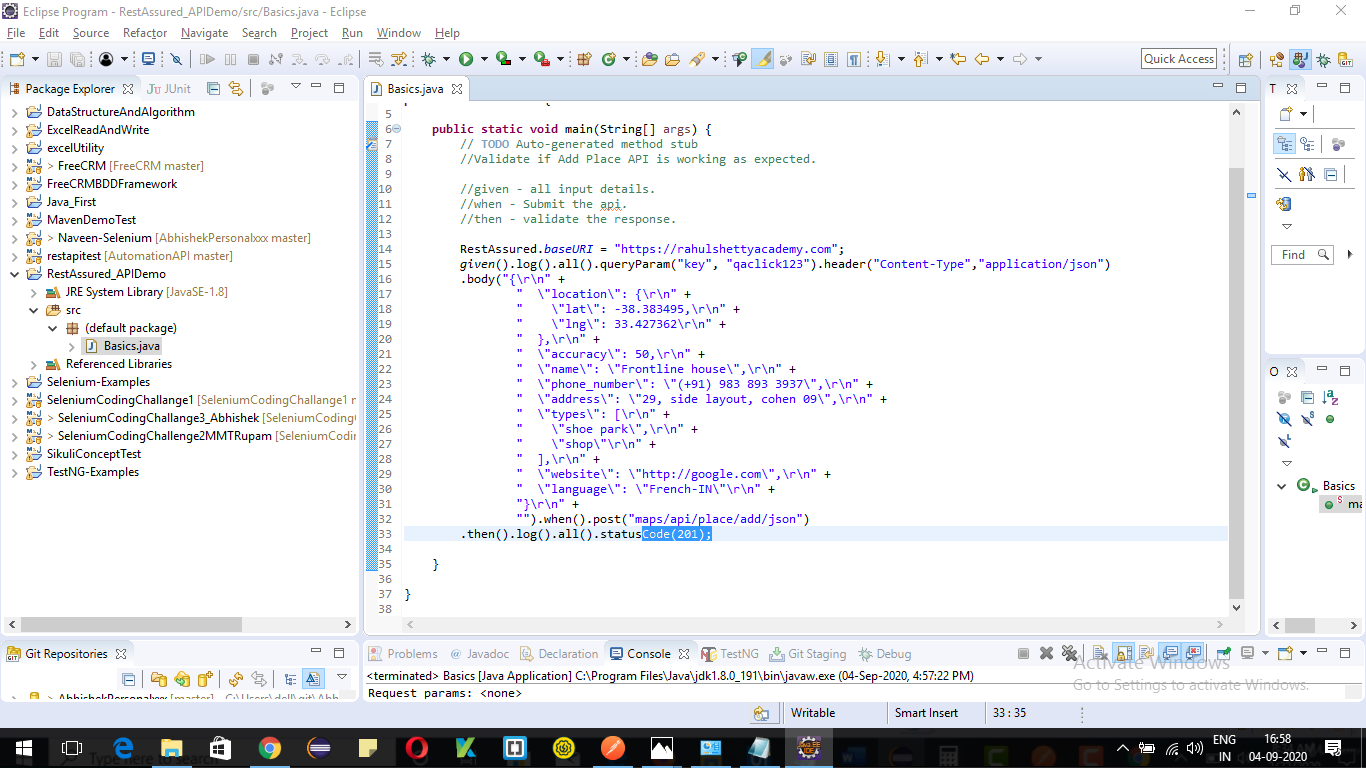 Eclipse Program - RestAssured_APIDemo/src/Basics.java - Eclipse
File Edit Source Refactor Navigate Search Project Run Window Help
Quick Access
Package Explorer JUnit
DataStructureAndAlgorithm
ExcelReadAndWrite
excelUtility
> FreeCRM [FreeCRM master]
FreeCRMBDDFramework
Java_First
MavenDemoTest
> Naveen-Selenium [AbhishekPersonalxxx master]
restapitest [AutomationAPI master]
RestAssured_APIDemo
JRE System Library [JavaSE-1.8]
src
(default package)
Basics.java
Referenced Libraries
Selenium-Examples
SeleniumCodingChallange1 [SeleniumCodingChallange1 r
> SeleniumCodingChallange3_Abhishek [SeleniumCoding
> SeleniumCodingChallenge2MMTRupam [SeleniumCodin
SikuliConceptTest
TestNG-Examples
Basics.java
5
6 public static void main(String[] args) {
7 // TODO Auto-generated method stub
8 //Validate if Add Place API is working as expected.
9
10 //given - all input details.
11 //when - Submit the api.
12 //then - validate the response.
13
14 RestAssured.baseURI = "https://rahulshettyacademy.com";
15 given().log().all().queryParam("key", "qaclick123").header("Content-Type","application/json")
16 .body("{\r\n" +
17 " \"location\": {\r\n" +
18 " \"lat\": -38.383495,\r\n" +
19 " \"lng\": 33.427362\r\n" +
20 " },\r\n" +
21 " \"accuracy\": 50,\r\n" +
22 " \"name\": \"Frontline house\",\r\n" +
23 " \"phone_number\": \"(+91) 983 893 3937\",\r\n" +
24 " \"address\": \"29, side layout, cohen 09\",\r\n" +
25 " \"types\": [\r\n" +
26 " \"shoe park\",\r\n" +
27 " \"shop\"\r\n" +
28 " ],\r\n" +
29 " \"website\": \"http://google.com\",\r\n" +
30 " \"language\": \"French-IN\"\r\n" +
31 "}\r\n" +
32 "").when().post("maps/api/place/add/json")
33 .then().log().all().statusCode(201);
34
35 }
36
37 }
38
T
Find
O
Basics
ma
Git Repositories
Problems @ Javadoc Declaration Console TestNG Git Staging Debug
<terminated> Basics [Java Application] C:\Program Files\Java\jdk1.8.0_191\bin\javaw.exe (04-Sep-2020, 4:57:22 PM)
Request params: <none>
Activate Windows
Go to Settings to activate Windows.
Writable Smart Insert 33 : 35
ENG
IN
16:58
04-09-2020